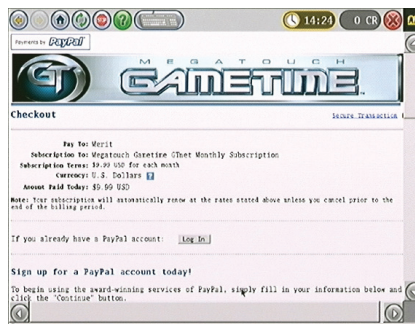 14:24
0 CR
Payments by PayPal
MEGATOUCH
GT
GAMETIME
Checkout
Secure Transaction
Pay To: Merit
Subscription To: Megatouch Gametime GTnet Monthly Subscription
Subscription Terms: $9.99 USD for each month
Currency: U.S. Dollars ?
Amount Paid Today: $9.99 USD
Note: Your subscription will automatically renew at the rates stated above unless you cancel prior to the
end of the billing period.
If you already have a PayPal account: Log In
Sign up for a PayPal account today!
To begin using the award-winning services of PayPal, simply fill in your information below and
click the "Continue" button.